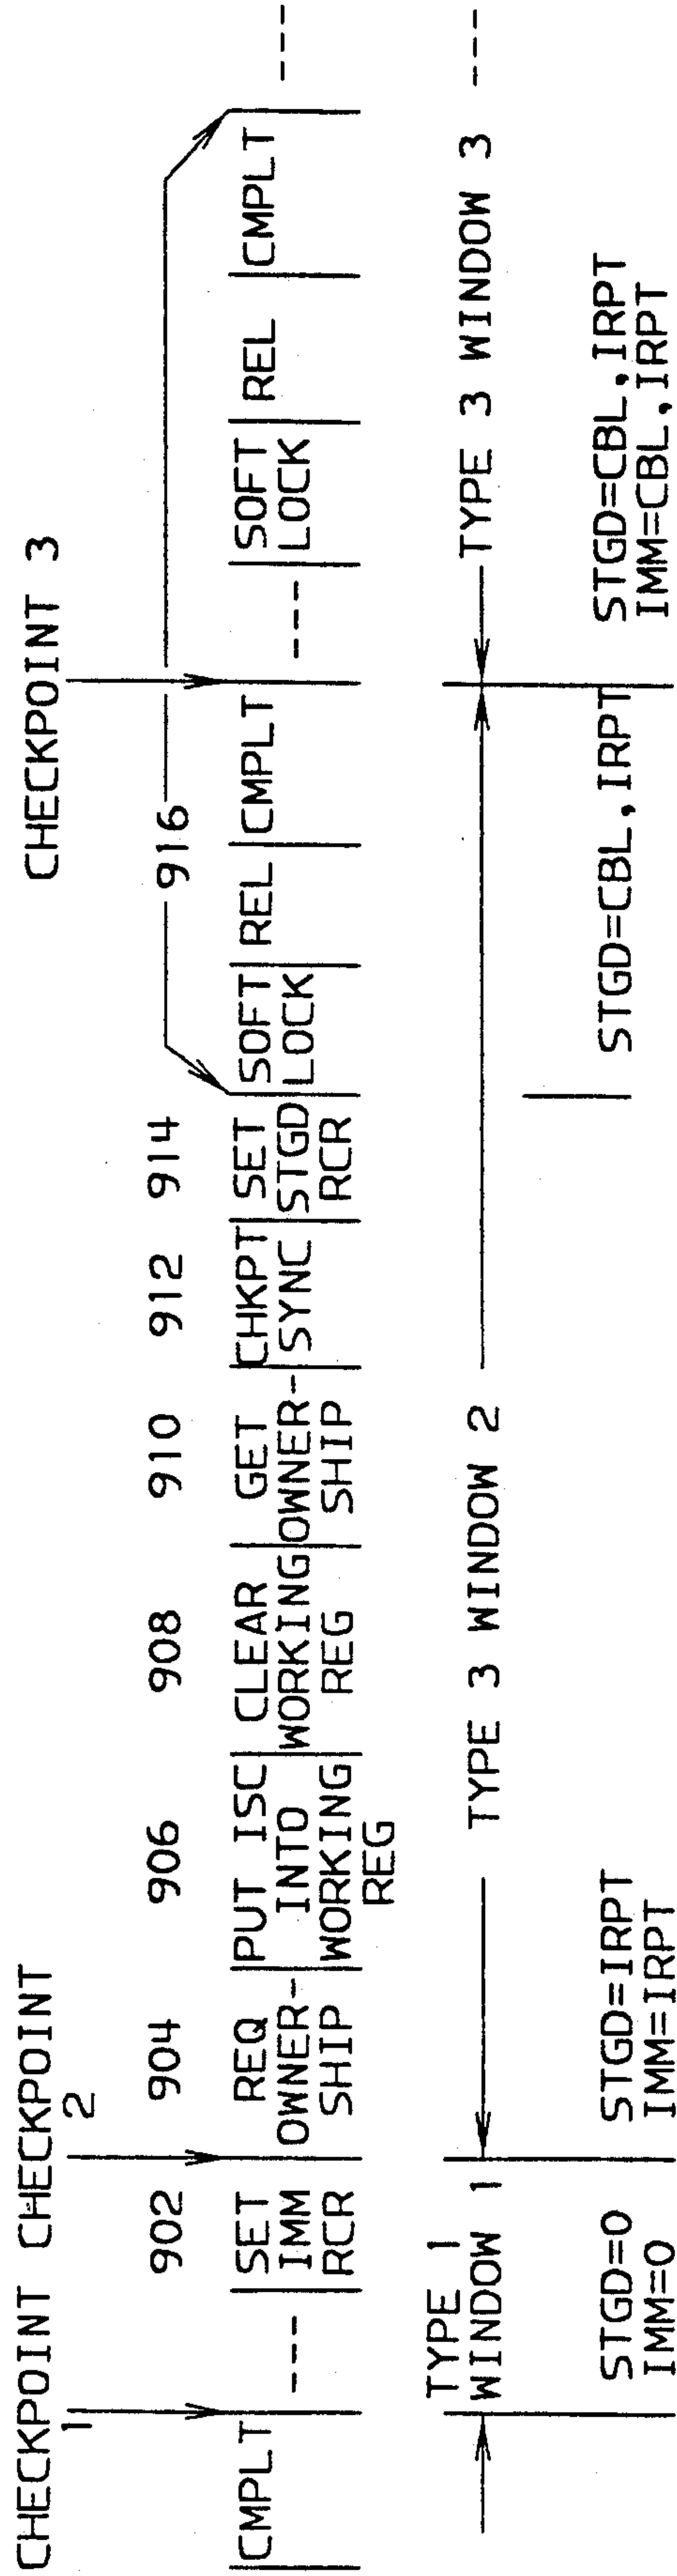 CHECKPOINT 1
CHECKPOINT 2
CHECKPOINT 3
902
904
906
908
910
912
914
916
CMPLT
---
SET
IMM
RCR
REQ
OWNER-
SHIP
PUT ISC
INTO
WORKING
REG
CLEAR
WORKING
REG
GET
OWNER-
SHIP
CHKPT
SYNC
SET
STGD
RCR
SOFT
LOCK
REL
CMPLT
---
SOFT
LOCK
REL
CMPLT
---
TYPE 1
WINDOW 1
TYPE 3 WINDOW 2
TYPE 3 WINDOW 3
---
STGD=0
IMM=0
STGD=IRPT
IMM=IRPT
STGD=CBL,IRPT
STGD=CBL,IRPT
IMM=CBL,IRPT